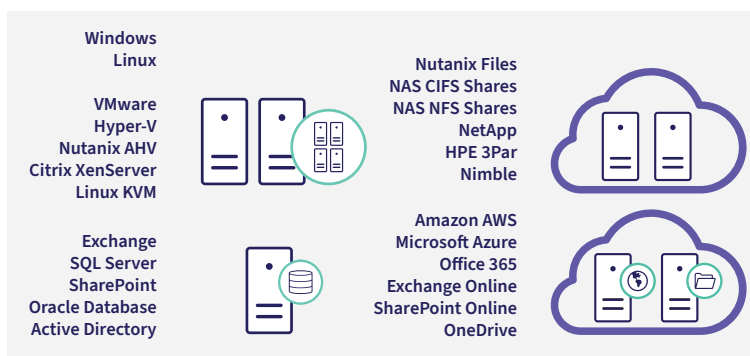 Windows
Linux
VMware
Hyper-V
Nutanix AHV
Citrix XenServer
Linux KVM
Exchange
SQL Server
SharePoint
Oracle Database
Active Directory
Nutanix Files
NAS CIFS Shares
NAS NFS Shares
NetApp
HPE 3Par
Nimble
Amazon AWS
Microsoft Azure
Office 365
Exchange Online
SharePoint Online
OneDrive